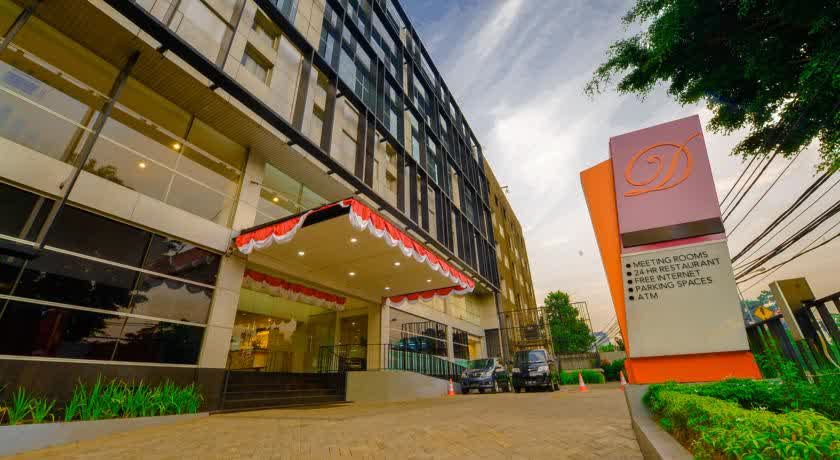 D
• MEETING ROOMS
• 24-HR RESTAURANT
• FREE INTERNET
• PARKING SPACES
• ATM